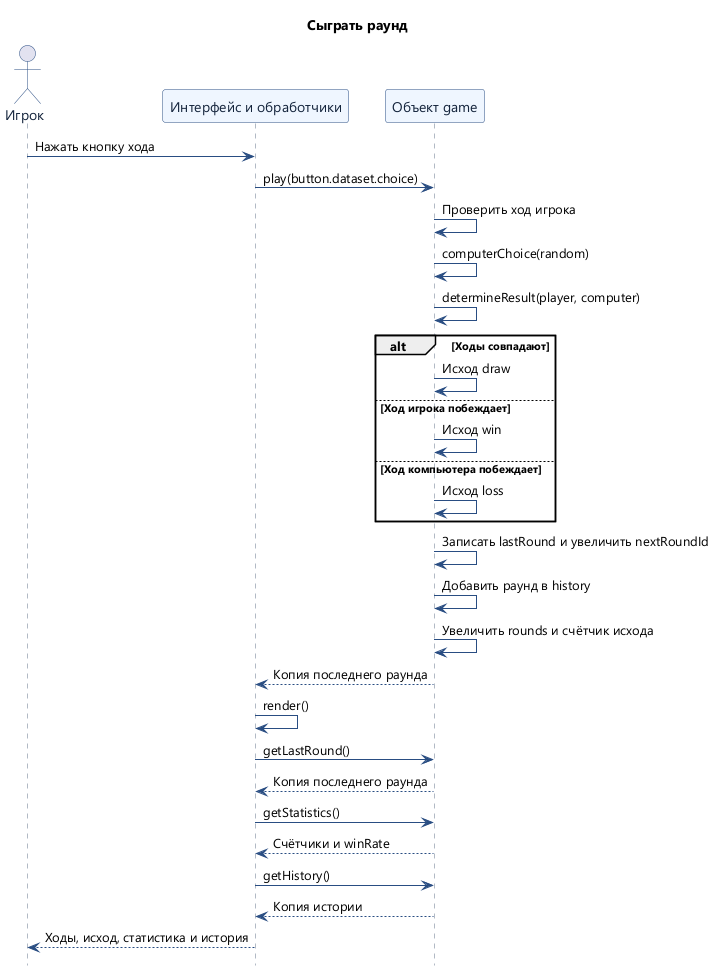 Сыграть раунд
Игрок
Интерфейс и обработчики
Объект game
Нажать кнопку хода
play(button.dataset.choice)
Проверить ход игрока
computerChoice(random)
determineResult(player, computer)
alt
[Ходы совпадают]
Исход draw
[Ход игрока побеждает]
Исход win
[Ход компьютера побеждает]
Исход loss
Записать lastRound и увеличить nextRoundId
Добавить раунд в history
Увеличить rounds и счётчик исхода
Копия последнего раунда
render()
getLastRound()
Копия последнего раунда
getStatistics()
Счётчики и winRate
getHistory()
Копия истории
Ходы, исход, статистика и история